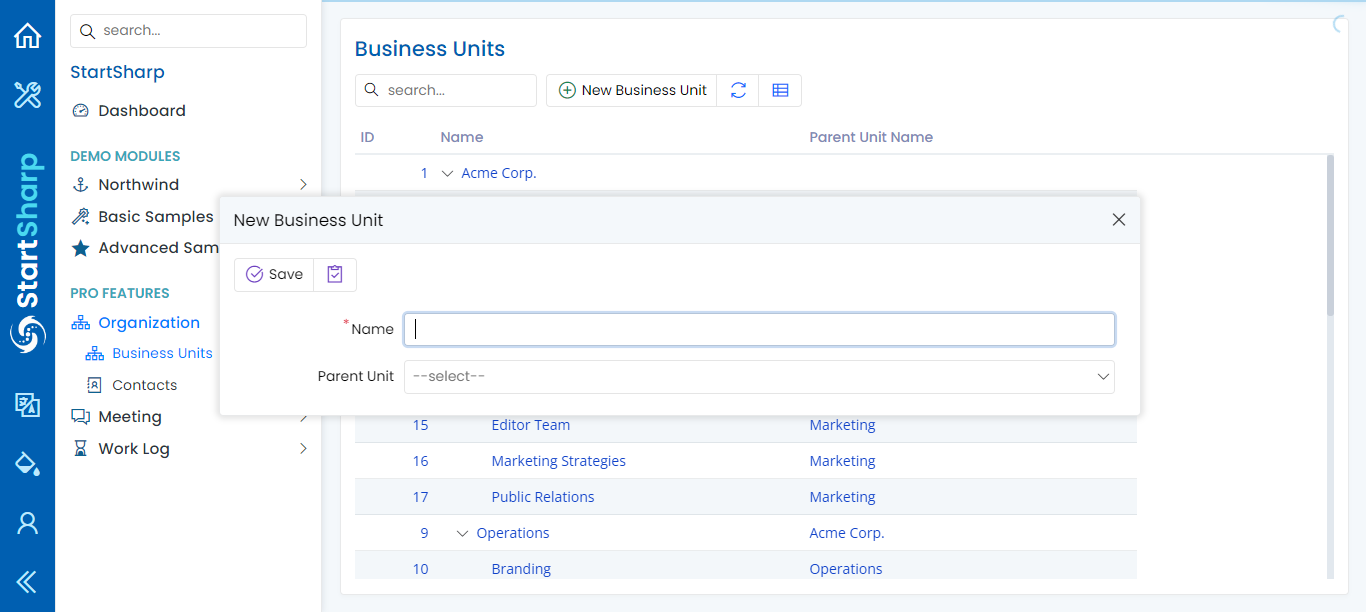 StartSharp
search...
StartSharp
Dashboard
DEMO MODULES
Northwind
Basic Samples
Advanced Sam
PRO FEATURES
Organization
Business Units
Contacts
Meeting
Work Log
Business Units
search...
New Business Unit
ID Name Parent Unit Name
1 Acme Corp.
New Business Unit
Save
*Name
Parent Unit --select--
15 Editor Team Marketing
16 Marketing Strategies Marketing
17 Public Relations Marketing
9 Operations Acme Corp.
10 Branding Operations